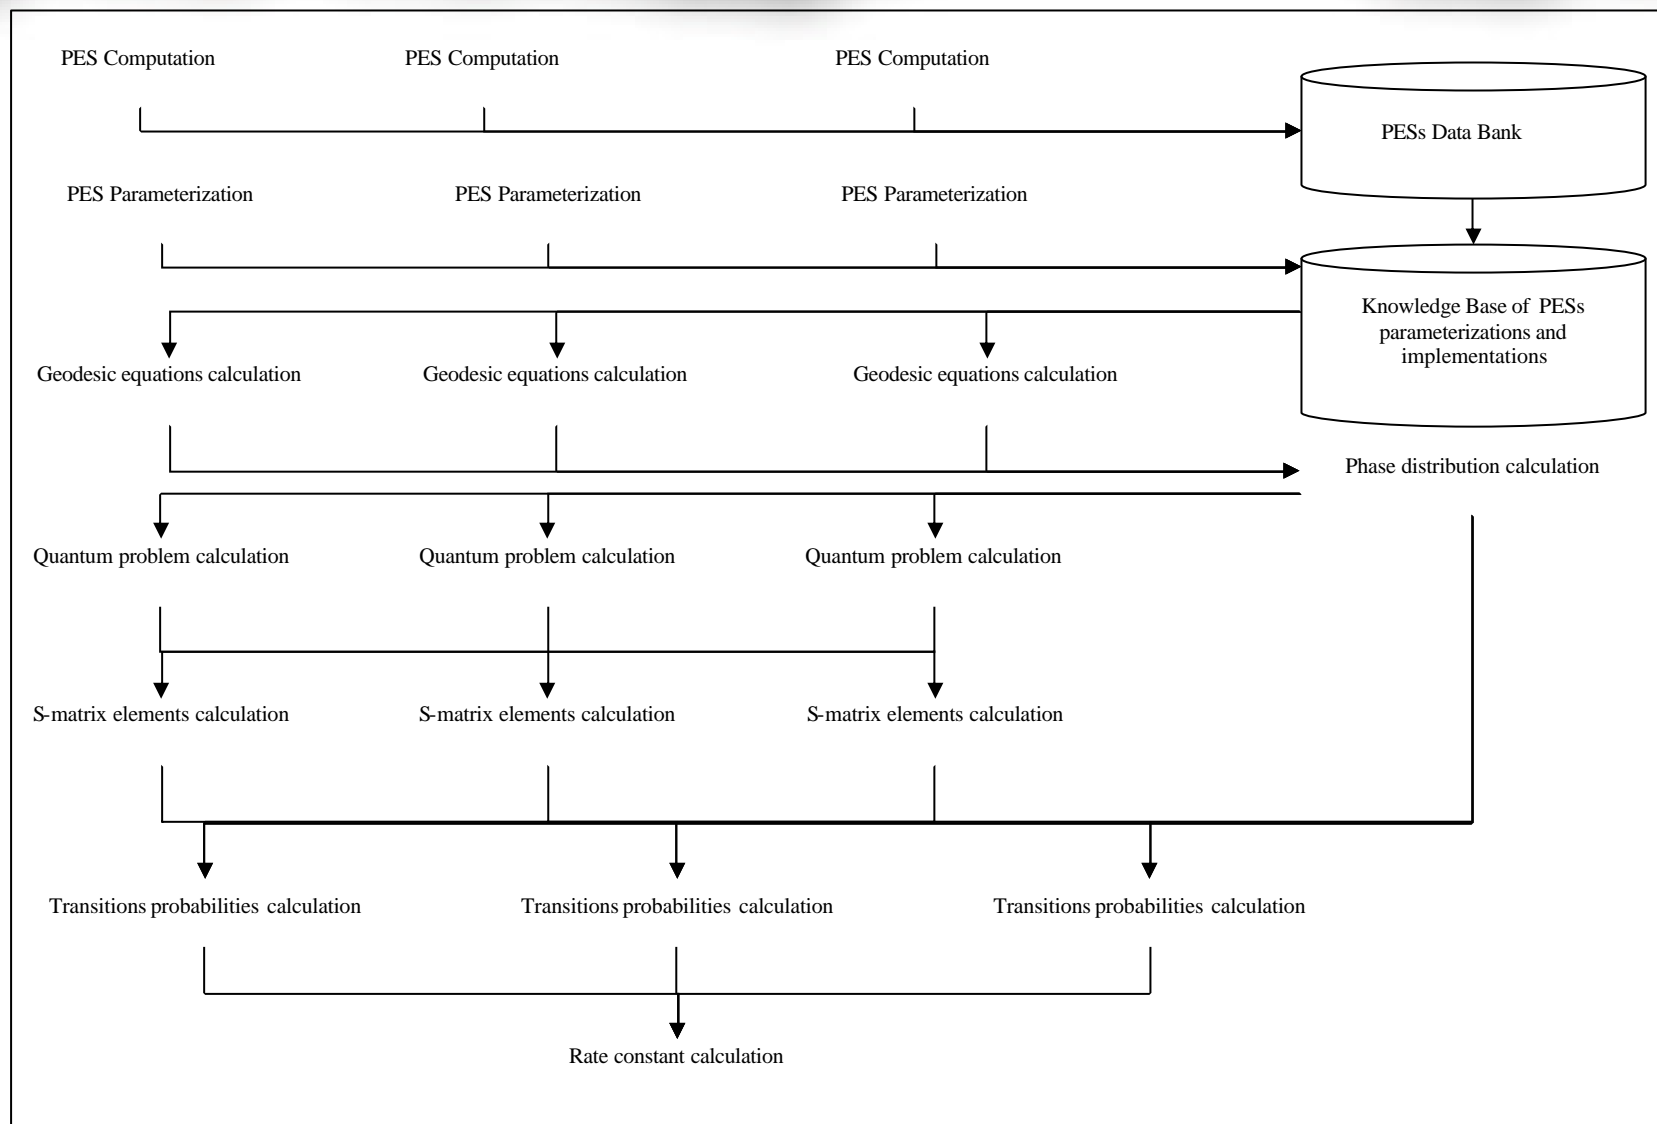 PES Computation
PES Computation
PES Computation
PESs Data Bank
PES Parameterization
PES Parameterization
PES Parameterization
Knowledge Base of PESs
parameterizations and
implementations
Geodesic equations calculation
Geodesic equations calculation
Geodesic equations calculation
Phase distribution calculation
Quantum problem calculation
Quantum problem calculation
Quantum problem calculation
S-matrix elements calculation
S-matrix elements calculation
S-matrix elements calculation
Transitions probabilities calculation
Transitions probabilities calculation
Transitions probabilities calculation
Rate constant calculation